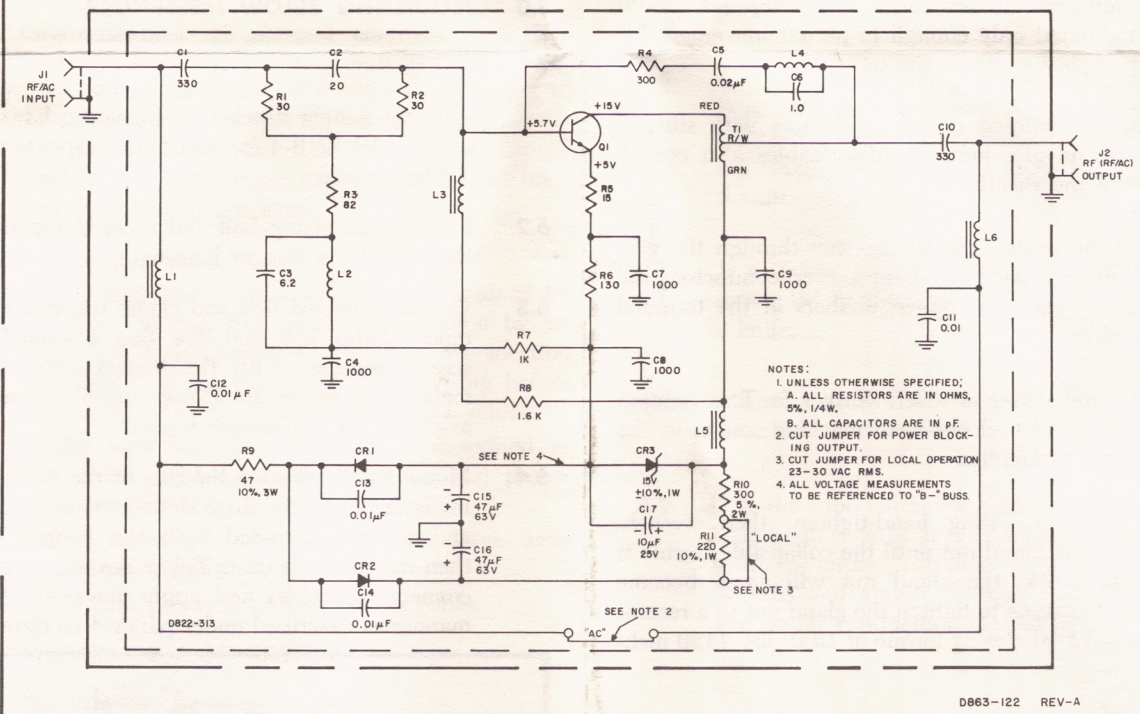 J1
RF/AC
INPUT
C1
330
C2
20
R1
30
R2
30
R3
82
L3
L1
C3
6.2
L2
C4
1000
C12
0.01µF
R4
300
C5
0.02µF
L4
C6
1.0
+5.7V
+15V
Q1
+5V
RED
T1
R/W
GRN
C10
330
J2
RF (RF/AC)
OUTPUT
R5
15
R6
130
C7
1000
C9
1000
L6
C11
0.01
R7
1K
C8
1000
R8
1.6K
L5
NOTES:
1. UNLESS OTHERWISE SPECIFIED;
A. ALL RESISTORS ARE IN OHMS,
5%, 1/4W.
B. ALL CAPACITORS ARE IN pF.
2. CUT JUMPER FOR POWER BLOCK-
ING OUTPUT.
3. CUT JUMPER FOR LOCAL OPERATION
23-30 VAC RMS.
4. ALL VOLTAGE MEASUREMENTS
TO BE REFERENCED TO "B-" BUSS.
R9
47
10%, 3W
CR1
C13
0.01µF
SEE NOTE 4
CR3
15V
±10%, 1W
C15
47µF
63V
C16
47µF
63V
C17
10µF
25V
R10
300
5%,
2W
R11
220
10%, 1W
"LOCAL"
SEE NOTE 3
CR2
C14
0.01µF
D822-313
"AC"
SEE NOTE 2
D863-122 REV-A